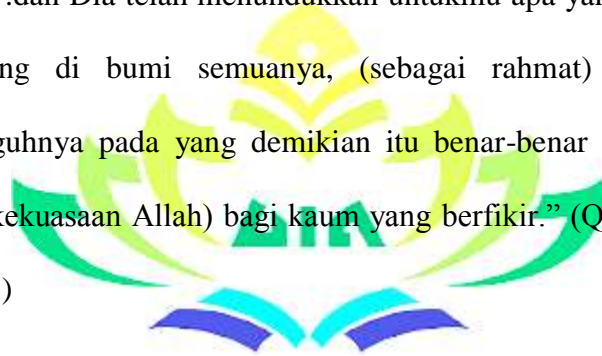 .dan Dia telah menundukkan untukmu apa ya
ng di bumi semuanya, (sebagai rahmat)
guhnya pada yang demikian itu benar-benar
kekuasaan Allah) bagi kaum yang berfikir.” (Q
)